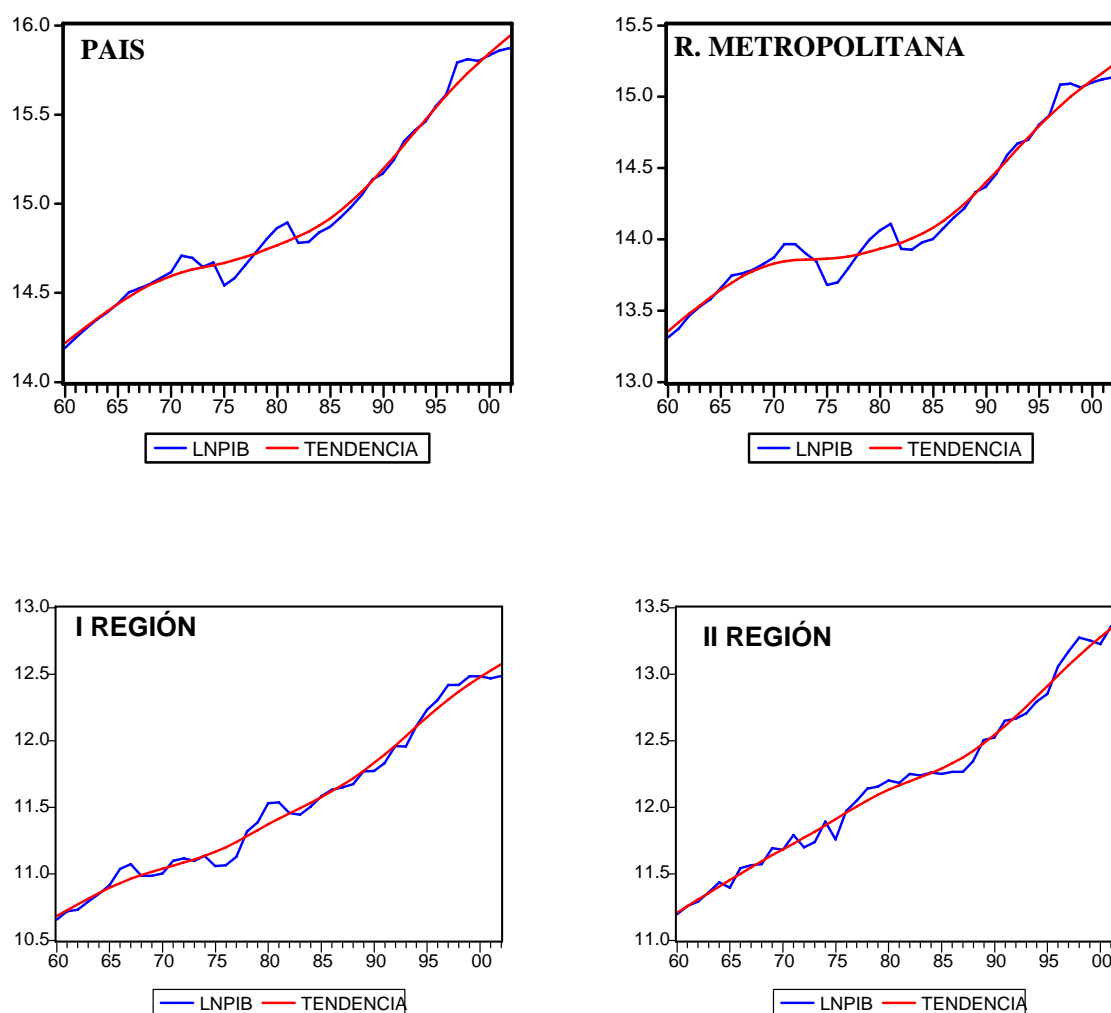 PAIS
16.0
15.5
15.0
14.5
14.0
60 65 70 75 80 85 90 95 00
LNPIB TENDENCIA
R. METROPOLITANA
15.5
15.0
14.5
14.0
13.5
13.0
60 65 70 75 80 85 90 95 00
LNPIB TENDENCIA
I REGIÓN
13.0
12.5
12.0
11.5
11.0
10.5
60 65 70 75 80 85 90 95 00
LNPIB TENDENCIA
II REGIÓN
13.5
13.0
12.5
12.0
11.5
11.0
60 65 70 75 80 85 90 95 00
LNPIB TENDENCIA